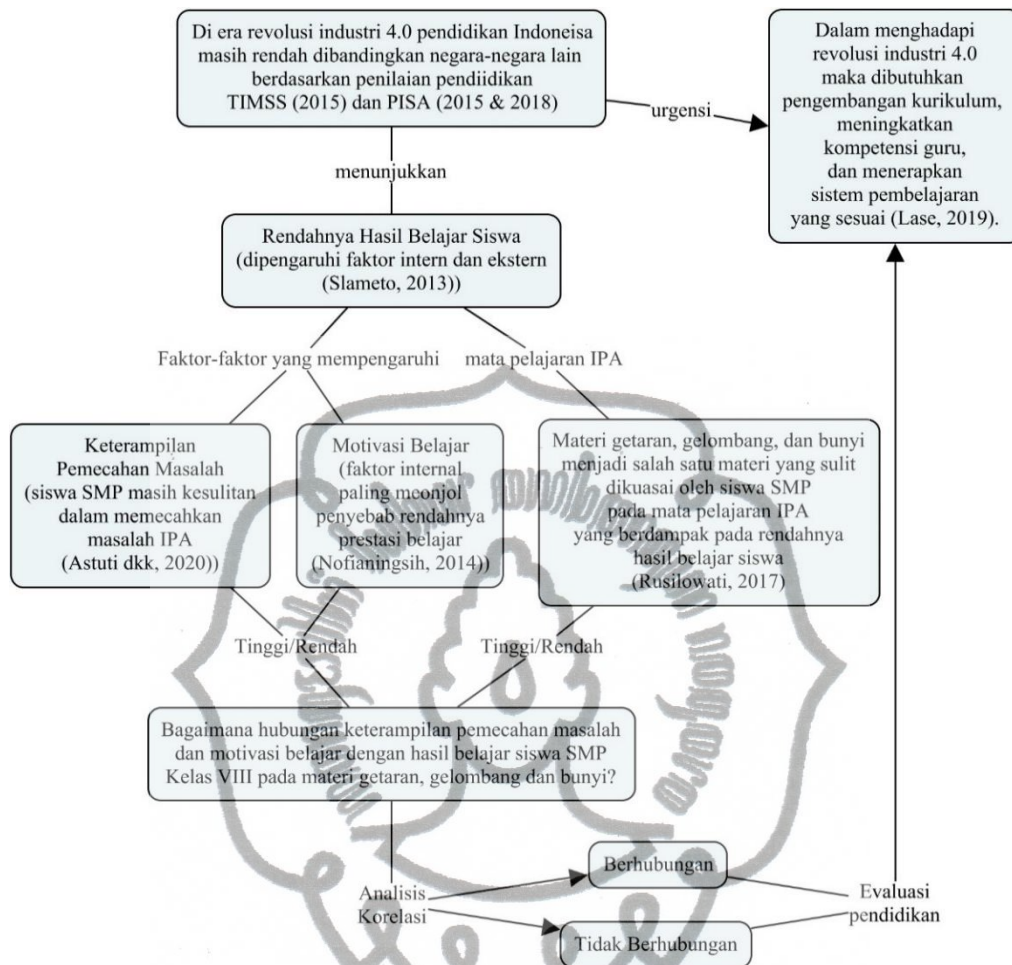 Di era revolusi industri 4.0 pendidikan Indoneisa
masih rendah dibandingkan negara-negara lain
berdasarkan penilaian pendiidikan
TIMSS (2015) dan PISA (2015 & 2018)
urgensi
Dalam menghadapi
revolusi industri 4.0
maka dibutuhkan
pengembangan kurikulum,
meningkatkan
kompetensi guru,
dan menerapkan
sistem pembelajaran
yang sesuai (Lase, 2019).
menunjukkan
Rendahnya Hasil Belajar Siswa
(dipengaruhi faktor intern dan ekstern
(Slameto, 2013))
Faktor-faktor yang mempengaruhi
mata pelajaran IPA
Keterampilan
Pemecahan Masalah
(siswa SMP masih kesulitan
dalam memecahkan
masalah IPA
(Astuti dkk, 2020))
Motivasi Belajar
(faktor internal
paling meonjol
penyebab rendahnya
prestasi belajar
(Nofianingsih, 2014))
Materi getaran, gelombang, dan bunyi
menjadi salah satu materi yang sulit
dikuasai oleh siswa SMP
pada mata pelajaran IPA
yang berdampak pada rendahnya
hasil belajar siswa
(Rusilowati, 2017)
Tinggi/Rendah
Tinggi/Rendah
Bagaimana hubungan keterampilan pemecahan masalah
dan motivasi belajar dengan hasil belajar siswa SMP
Kelas VIII pada materi getaran, gelombang dan bunyi?
Analisis
Korelasi
Berhubungan
Tidak Berhubungan
Evaluasi
pendidikan